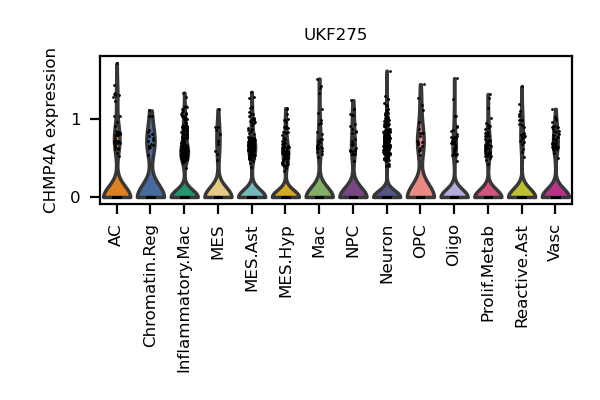 UKF275
CHMP4A expression
1
0
AC
Chromatin.Reg
Inflammatory.Mac
MES
MES.Ast
MES.Hyp
Mac
NPC
Neuron
OPC
Oligo
Prolif.Metab
Reactive.Ast
Vasc